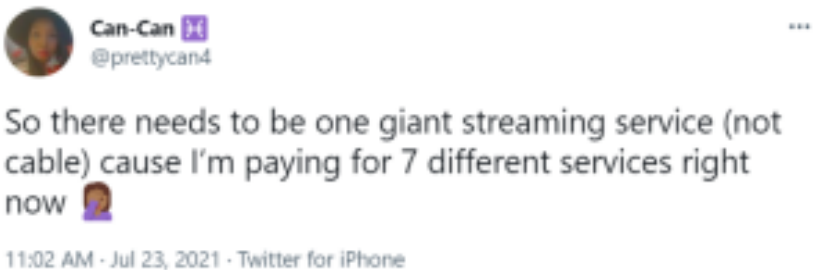 Can-Can ♓
@prettycan4
So there needs to be one giant streaming service (not
cable) cause I'm paying for 7 different services right
now 🤦🏾‍♀️
11:02 AM · Jul 23, 2021 · Twitter for iPhone